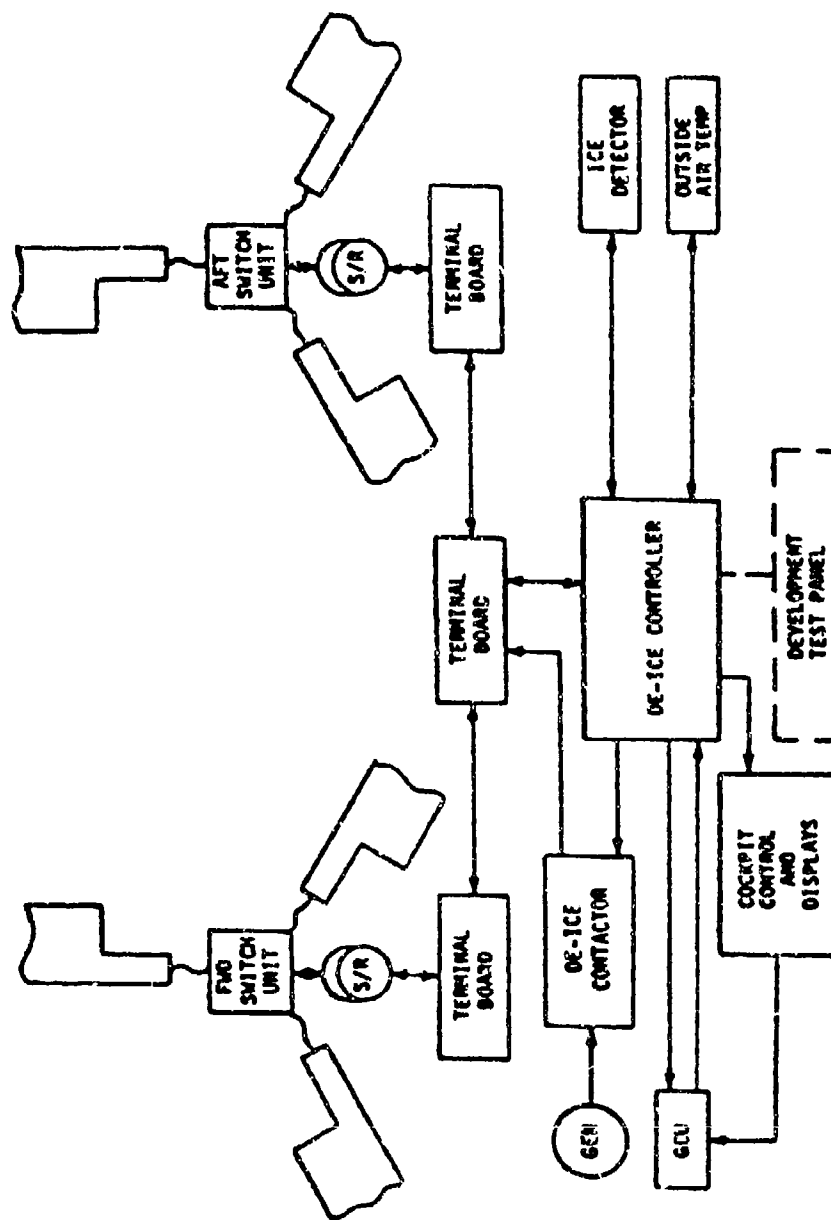 FWD
SWITCH
UNIT
AFT
SWITCH
UNIT
S/R
S/R
TERMINAL
BOARD
TERMINAL
BOARD
TERMINAL
BOARD
GEN
DE-ICE
CONTACTOR
DE-ICE CONTROLLER
ICE
DETECTOR
OUTSIDE
AIR TEMP
GCU
COCKPIT
CONTROL
AND
DISPLAYS
DEVELOPMENT
TEST PANEL